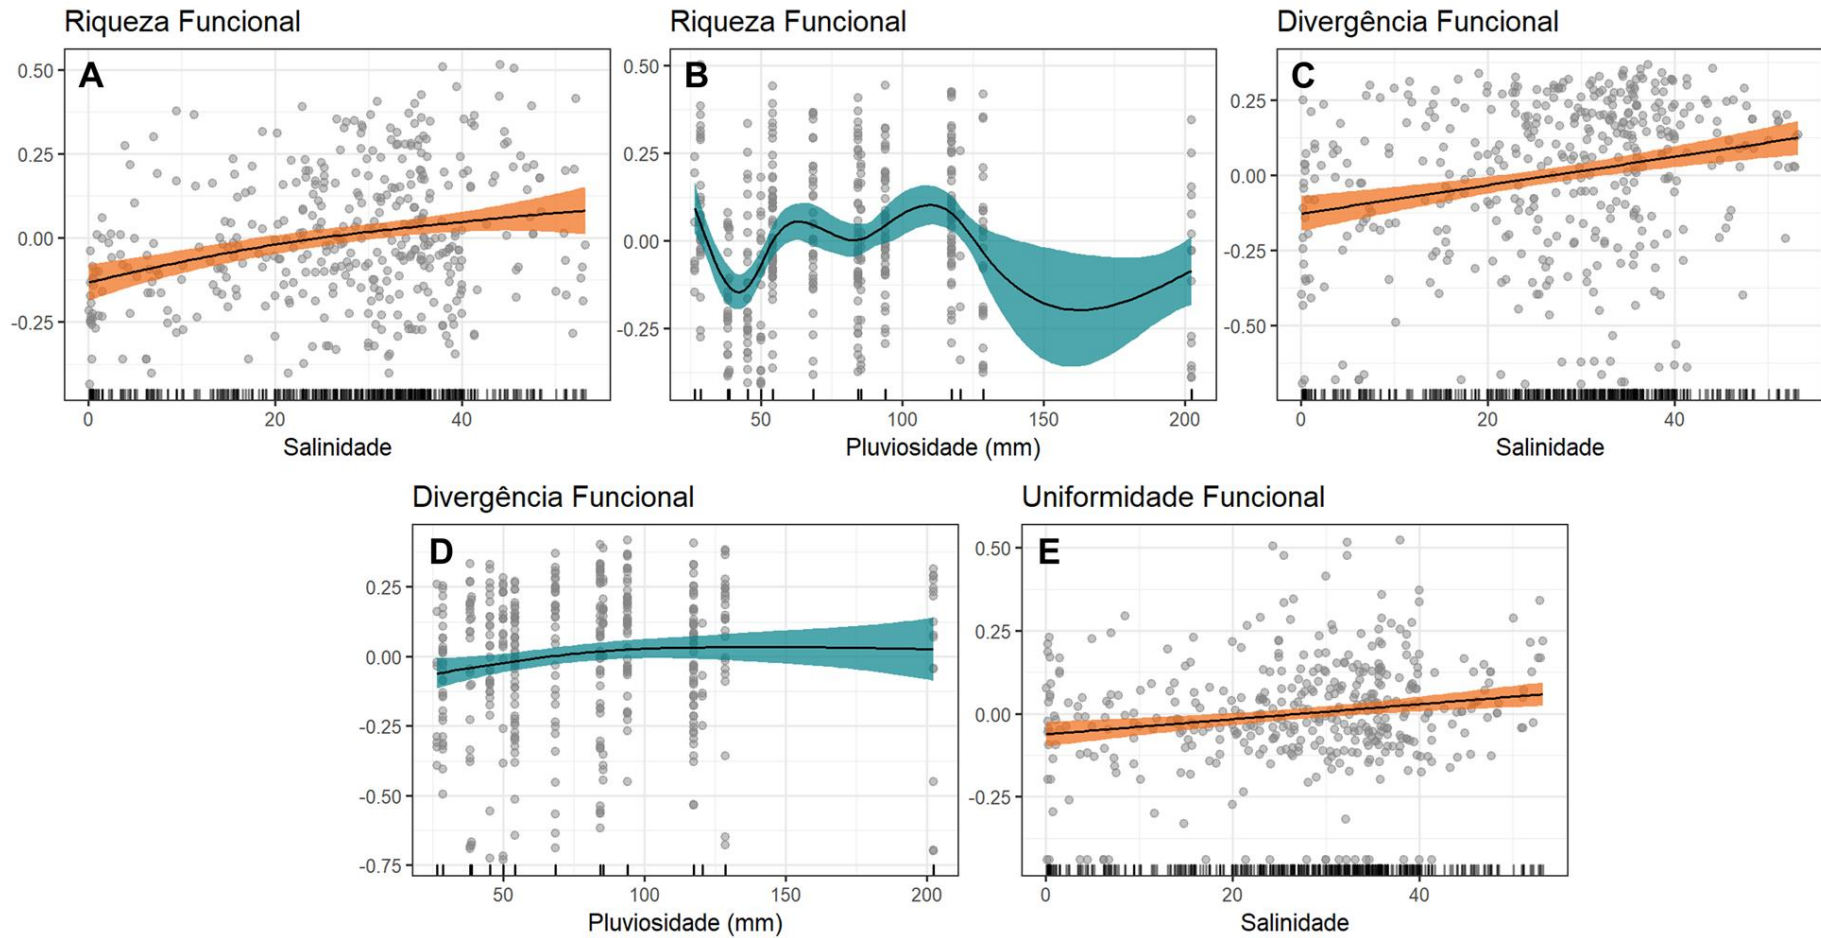 Riqueza Funcional
Riqueza Funcional
Divergência Funcional
A
B
C
0.50
0.25
0.00
-0.25
0.50
0.25
0.00
-0.25
0.25
0.00
-0.25
-0.50
0 20 40
50 100 150 200
0 20 40
Salinidade
Pluviosidade (mm)
Salinidade
Divergência Funcional
Uniformidade Funcional
D
E
0.25
0.00
-0.25
-0.50
-0.75
0.50
0.25
0.00
-0.25
50 100 150 200
0 20 40
Pluviosidade (mm)
Salinidade